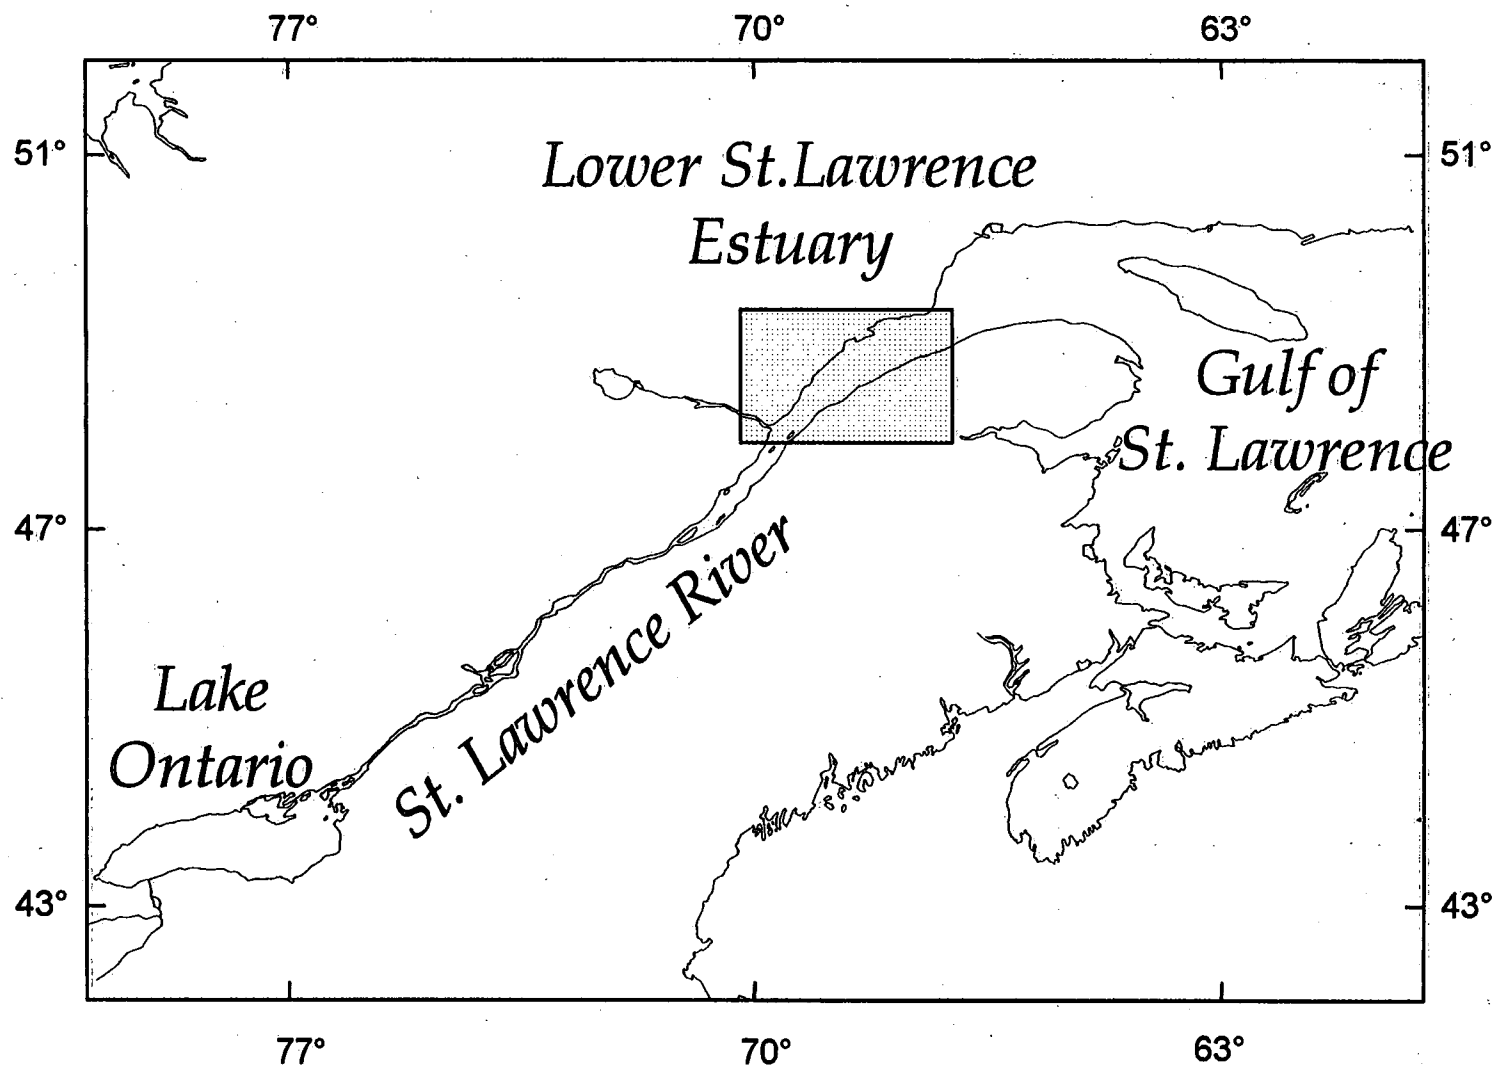 77° 70° 63°
51° 51°
Lower St.Lawrence
Estuary
Gulf of
St. Lawrence
47° 47°
St. Lawrence River
Lake
Ontario
43° 43°
77° 70° 63°